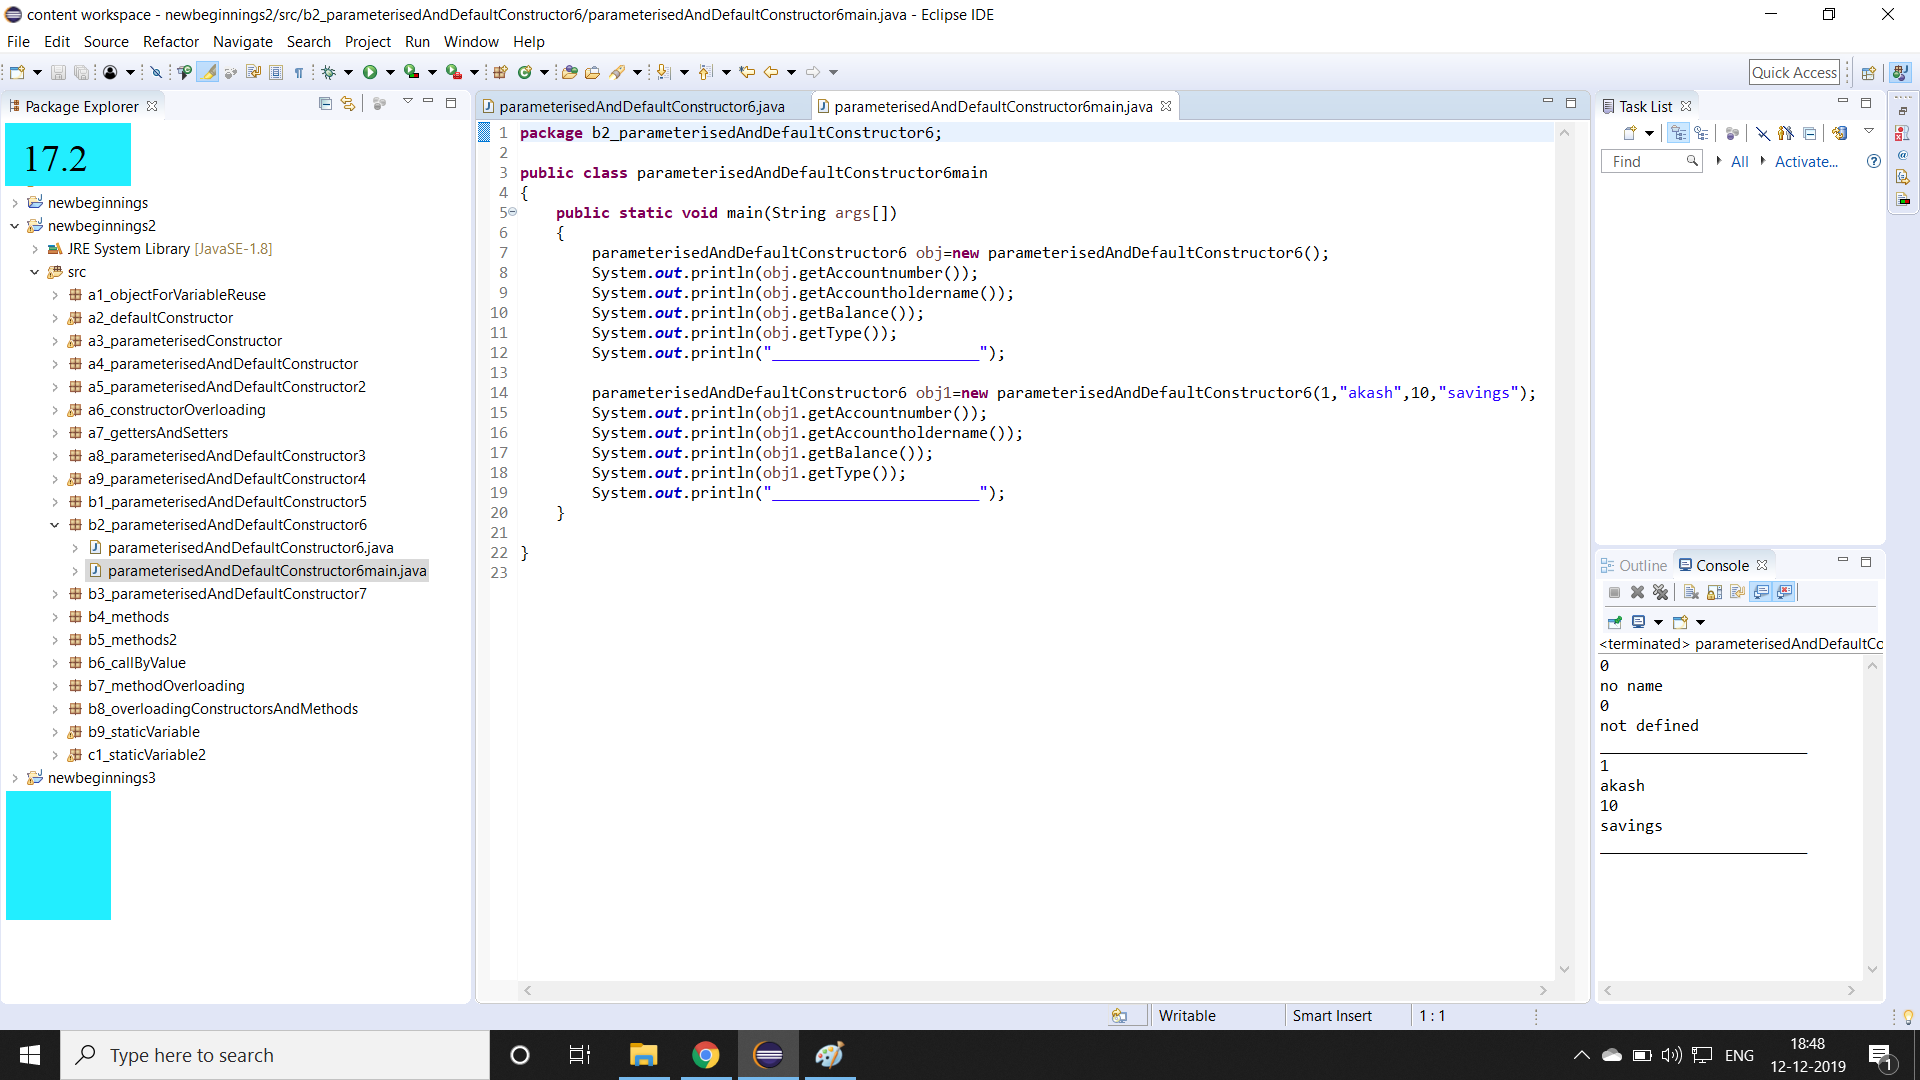 content workspace - newbeginnings2/src/b2_parameterisedAndDefaultConstructor6/parameterisedAndDefaultConstructor6main.java - Eclipse IDE
File Edit Source Refactor Navigate Search Project Run Window Help
Quick Access
Package Explorer
17.2
newbeginnings
newbeginnings2
JRE System Library [JavaSE-1.8]
src
a1_objectForVariableReuse
a2_defaultConstructor
a3_parameterisedConstructor
a4_parameterisedAndDefaultConstructor
a5_parameterisedAndDefaultConstructor2
a6_constructorOverloading
a7_gettersAndSetters
a8_parameterisedAndDefaultConstructor3
a9_parameterisedAndDefaultConstructor4
b1_parameterisedAndDefaultConstructor5
b2_parameterisedAndDefaultConstructor6
parameterisedAndDefaultConstructor6.java
parameterisedAndDefaultConstructor6main.java
b3_parameterisedAndDefaultConstructor7
b4_methods
b5_methods2
b6_callByValue
b7_methodOverloading
b8_overloadingConstructorsAndMethods
b9_staticVariable
c1_staticVariable2
newbeginnings3
parameterisedAndDefaultConstructor6.java parameterisedAndDefaultConstructor6main.java
1 package b2_parameterisedAndDefaultConstructor6;
2
3 public class parameterisedAndDefaultConstructor6main
4 {
5     public static void main(String args[])
6     {
7         parameterisedAndDefaultConstructor6 obj=new parameterisedAndDefaultConstructor6();
8         System.out.println(obj.getAccountnumber());
9         System.out.println(obj.getAccountholdername());
10         System.out.println(obj.getBalance());
11         System.out.println(obj.getType());
12         System.out.println("_______________________");
13
14         parameterisedAndDefaultConstructor6 obj1=new parameterisedAndDefaultConstructor6(1,"akash",10,"savings");
15         System.out.println(obj1.getAccountnumber());
16         System.out.println(obj1.getAccountholdername());
17         System.out.println(obj1.getBalance());
18         System.out.println(obj1.getType());
19         System.out.println("_______________________");
20     }
21
22 }
23
Task List
Find All Activate...
Outline Console
<terminated> parameterisedAndDefaultCo
0
no name
0
not defined
_______________________
1
akash
10
savings
_______________________
Writable Smart Insert 1 : 1
Type here to search
ENG
18:48
12-12-2019
1